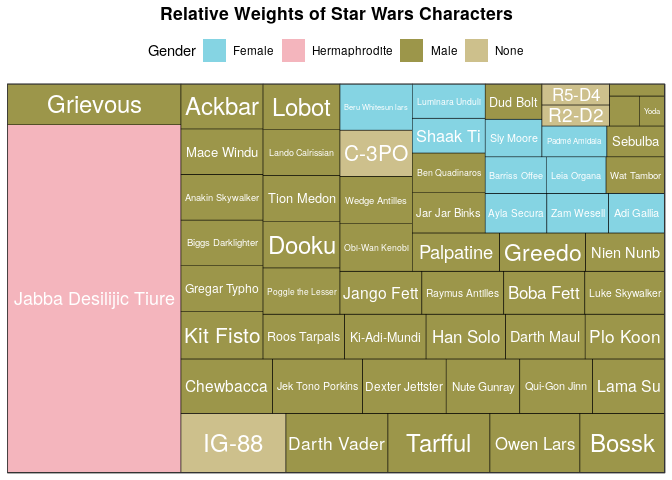 Relative Weights of Star Wars Characters
Gender Female Hermaphrodite Male None
Grievous
Jabba Desilijic Tiure
Ackbar
Mace Windu
Anakin Skywalker
Biggs Darklighter
Gregar Typho
Kit Fisto
Chewbacca
IG-88
Lobot
Lando Calrissian
Tion Medon
Dooku
Poggle the Lesser
Roos Tarpals
Jek Tono Porkins
Darth Vader
Beru Whitesun lars
C-3PO
Wedge Antilles
Obi-Wan Kenobi
Jango Fett
Ki-Adi-Mundi
Dexter Jettster
Tarfful
Luminara Unduli
Shaak Ti
Ben Quadinaros
Jar Jar Binks
Palpatine
Raymus Antilles
Han Solo
Nute Gunray
Owen Lars
Dud Bolt
Sly Moore
Barriss Offee
Ayla Secura
Greedo
Boba Fett
Darth Maul
Qui-Gon Jinn
Bossk
R5-D4
R2-D2
Padmé Amidala
Leia Organa
Zam Wesell
Yoda
Sebulba
Wat Tambor
Adi Gallia
Nien Nunb
Luke Skywalker
Plo Koon
Lama Su